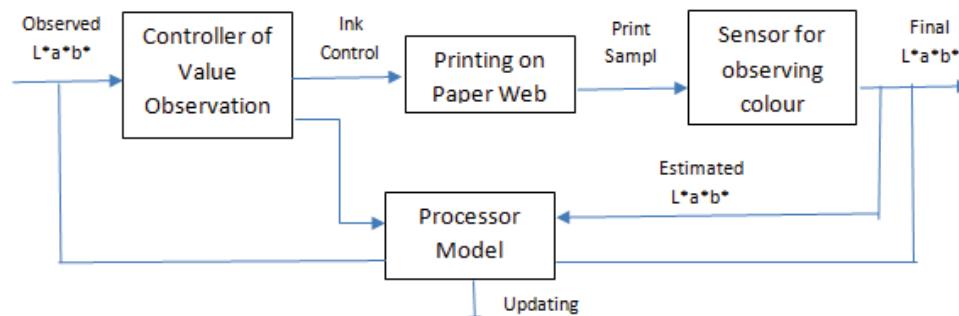 Observed
L*a*b*
Controller of
Value
Observation
Ink
Control
Printing on
Paper Web
Print
Sampl
Sensor for
observing
colour
Final
L*a*b*
Estimated
L*a*b*
Processor
Model
Updating